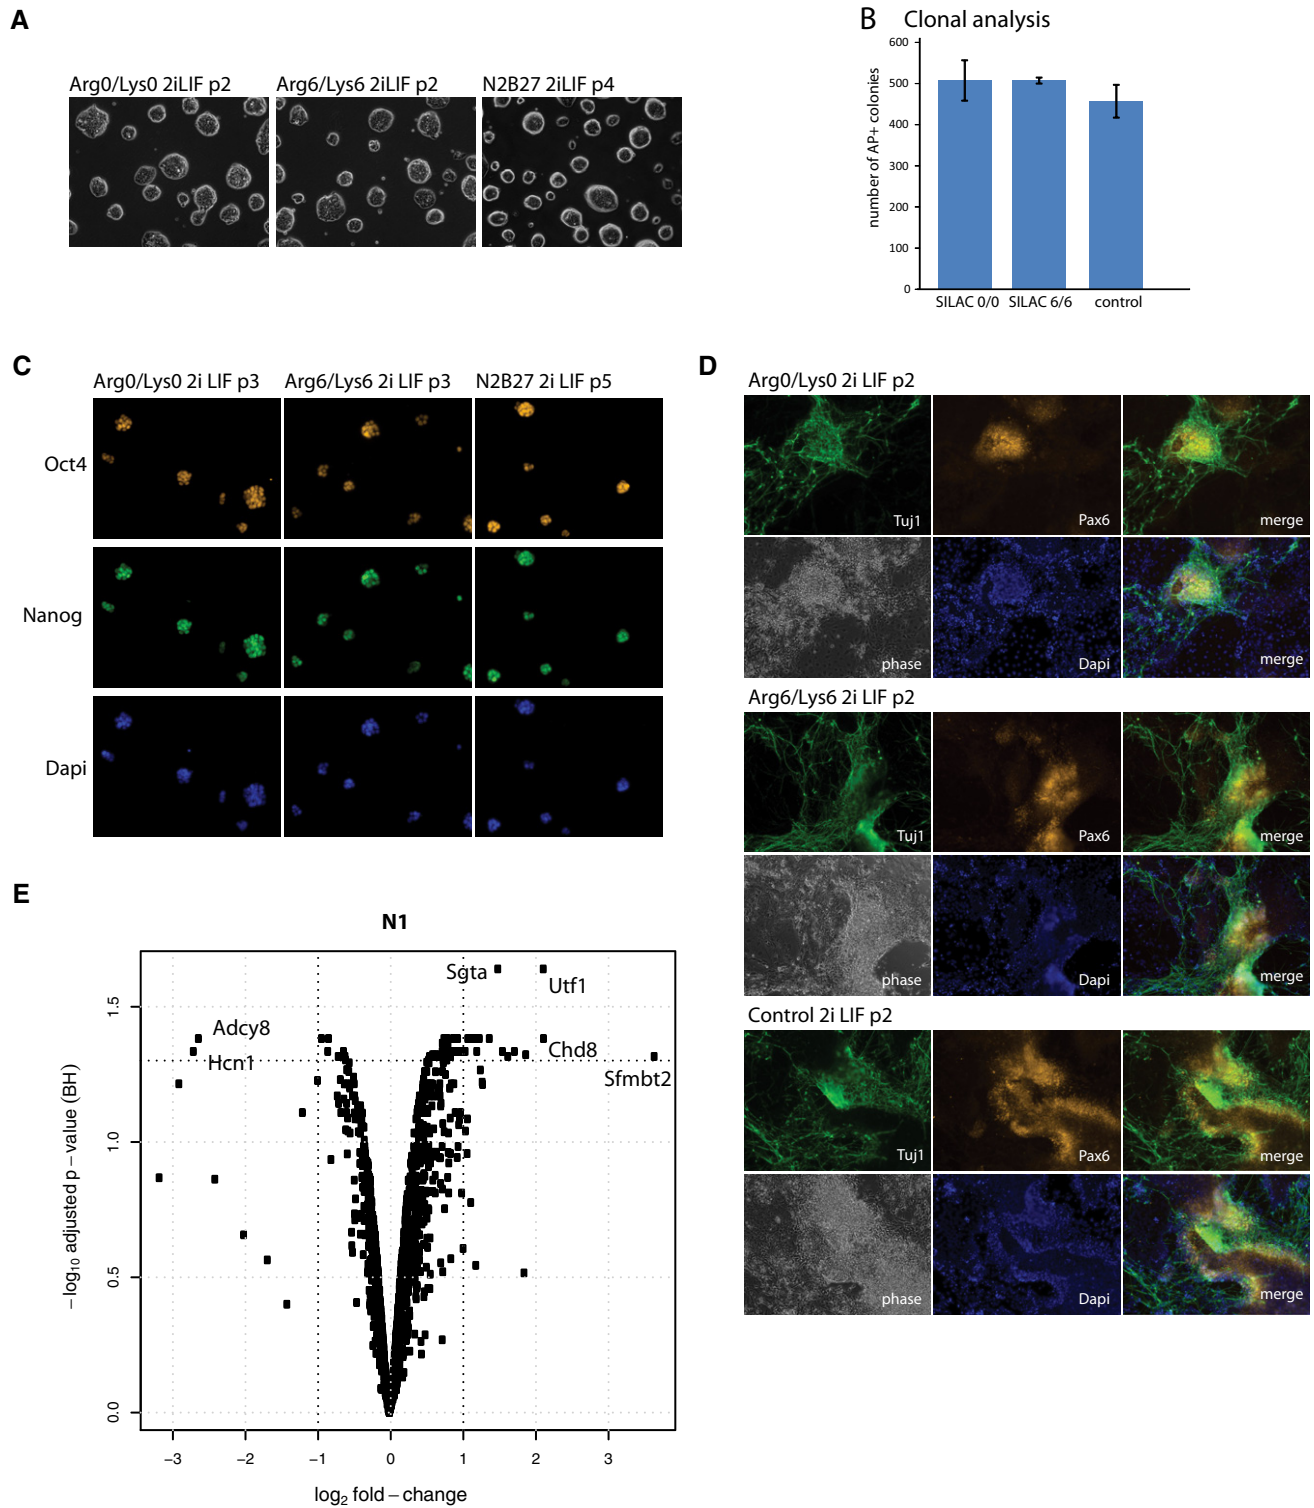 A
Arg0/Lys0 2iLIF p2
Arg6/Lys6 2iLIF p2
N2B27 2iLIF p4
B Clonal analysis
number of AP+ colonies
600
500
400
300
200
100
0
SILAC 0/0
SILAC 6/6
control
C
Arg0/Lys0 2i LIF p3
Arg6/Lys6 2i LIF p3
N2B27 2i LIF p5
Oct4
Nanog
Dapi
D
Arg0/Lys0 2i LIF p2
Tuj1
Pax6
merge
phase
Dapi
merge
Arg6/Lys6 2i LIF p2
Tuj1
Pax6
merge
phase
Dapi
merge
Control 2i LIF p2
Tuj1
Pax6
merge
phase
Dapi
merge
E
N1
Sgta
Utf1
Adcy8
Hcn1
Chd8
Sfmbt2
−log₁₀ adjusted p−value (BH)
1.5
1.0
0.5
0.0
−3
−2
−1
0
1
2
3
log₂ fold−change